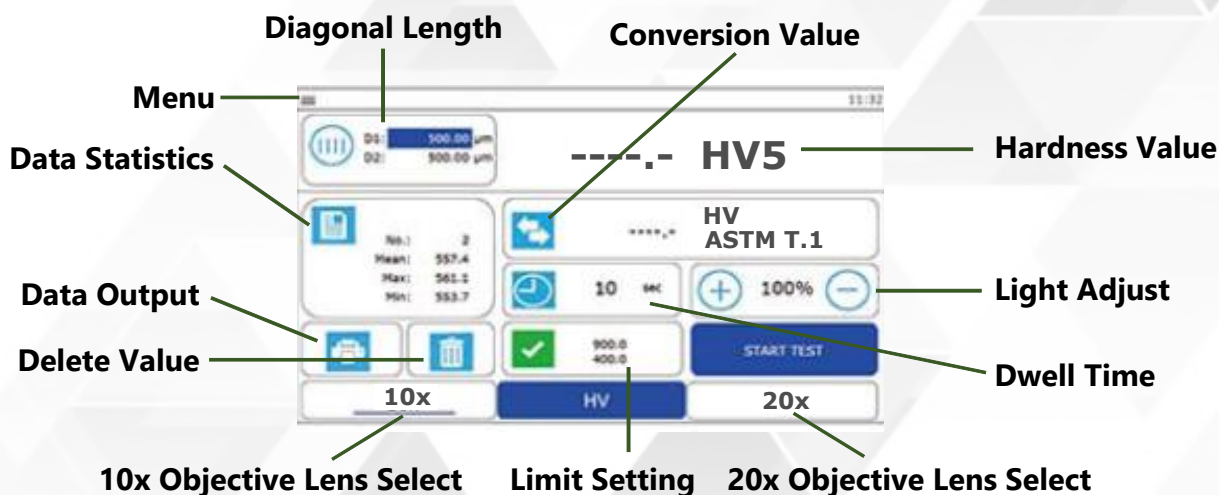 Diagonal Length
Conversion Value
Menu
11:32
Data Statistics
D1: 500.00 µm
D2: 500.00 µm
----.- HV5
Hardness Value
No.: 2
Mean: 557.4
Max: 561.1
Min: 553.7
----.- HV
ASTM T.1
Data Output
10 sec
100%
Light Adjust
Delete Value
900.0
400.0
START TEST
Dwell Time
10x
HV
20x
10x Objective Lens Select
Limit Setting
20x Objective Lens Select